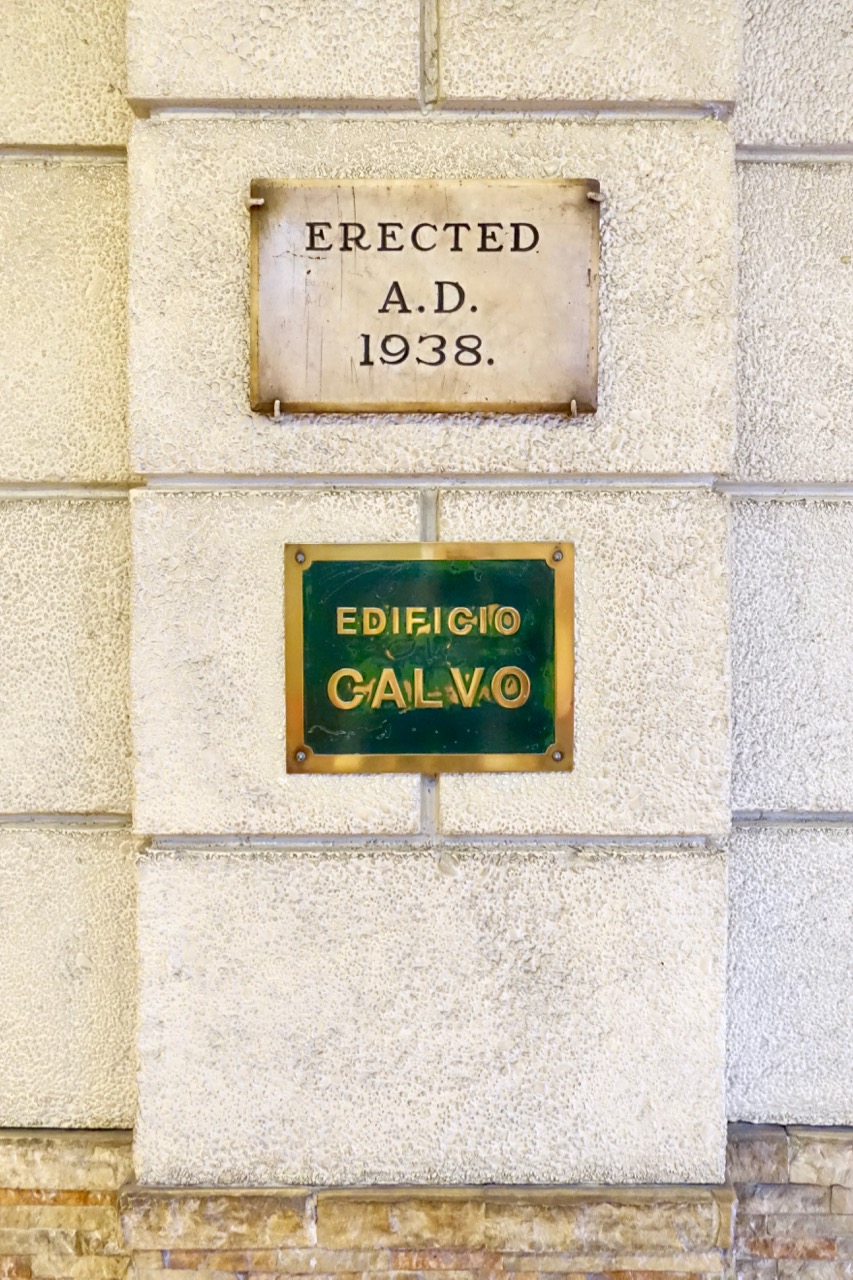 ERECTED
A.D.
1938.
EDIFICIO
CALVO